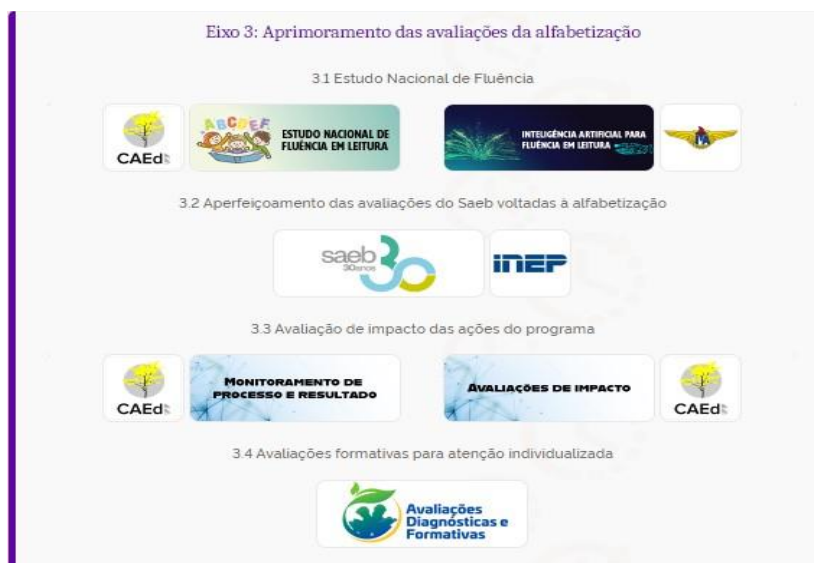 Eixo 3: Aprimoramento das avaliações da alfabetização
3.1 Estudo Nacional de Fluência
CAEd
ABCDEF
ESTUDO NACIONAL DE
FLUÊNCIA EM LEITURA
INTELIGÊNCIA ARTIFICIAL PARA
FLUÊNCIA EM LEITURA
3.2 Aperfeiçoamento das avaliações do Saeb voltadas à alfabetização
saeb 30
30anos
inep
3.3 Avaliação de impacto das ações do programa
CAEd
MONITORAMENTO DE
PROCESSO E RESULTADO
AVALIAÇÕES DE IMPACTO
CAEd
3.4 Avaliações formativas para atenção individualizada
Avaliações
Diagnósticas e
Formativas